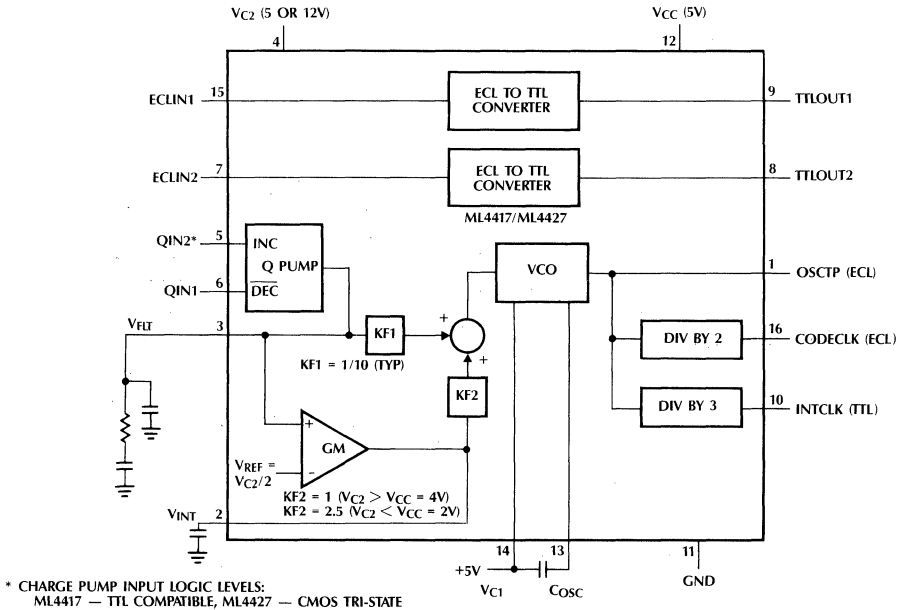 VC2 (5 OR 12V)
VCC (5V)
4
12
ECLIN1
15
ECL TO TTL
CONVERTER
9
TTLOUT1
ECLIN2
7
ECL TO TTL
CONVERTER
8
TTLOUT2
ML4417/ML4427
QIN2*
5
INC
Q PUMP
QIN1
6
DEC
VCO
1
OSCTP (ECL)
VFLT
3
KF1
+
+
KF1 = 1/10 (TYP)
DIV BY 2
16
CODECLK (ECL)
KF2
DIV BY 3
10
INTCLK (TTL)
+
GM
VREF =
VC2/2
−
KF2 = 1 (VC2 > VCC = 4V)
KF2 = 2.5 (VC2 < VCC = 2V)
VINT
2
14
13
11
+5V
VC1
COSC
GND
* CHARGE PUMP INPUT LOGIC LEVELS:
ML4417 — TTL COMPATIBLE, ML4427 — CMOS TRI-STATE